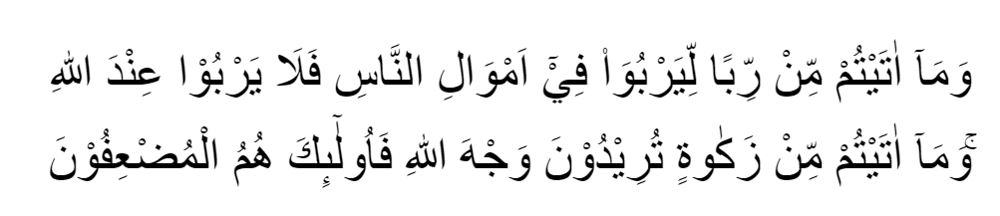 وَمَآ اٰتَيْتُمْ مِّنْ رِّبًا لِّيَرْبُوَا۟ فِيْٓ اَمْوَالِ النَّاسِ فَلَا يَرْبُوْا عِنْدَ اللّٰهِ
ۚوَمَآ اٰتَيْتُمْ مِّنْ زَكٰوةٍ تُرِيْدُوْنَ وَجْهَ اللّٰهِ فَاُولٰۤىِٕكَ هُمُ الْمُضْعِفُوْنَ